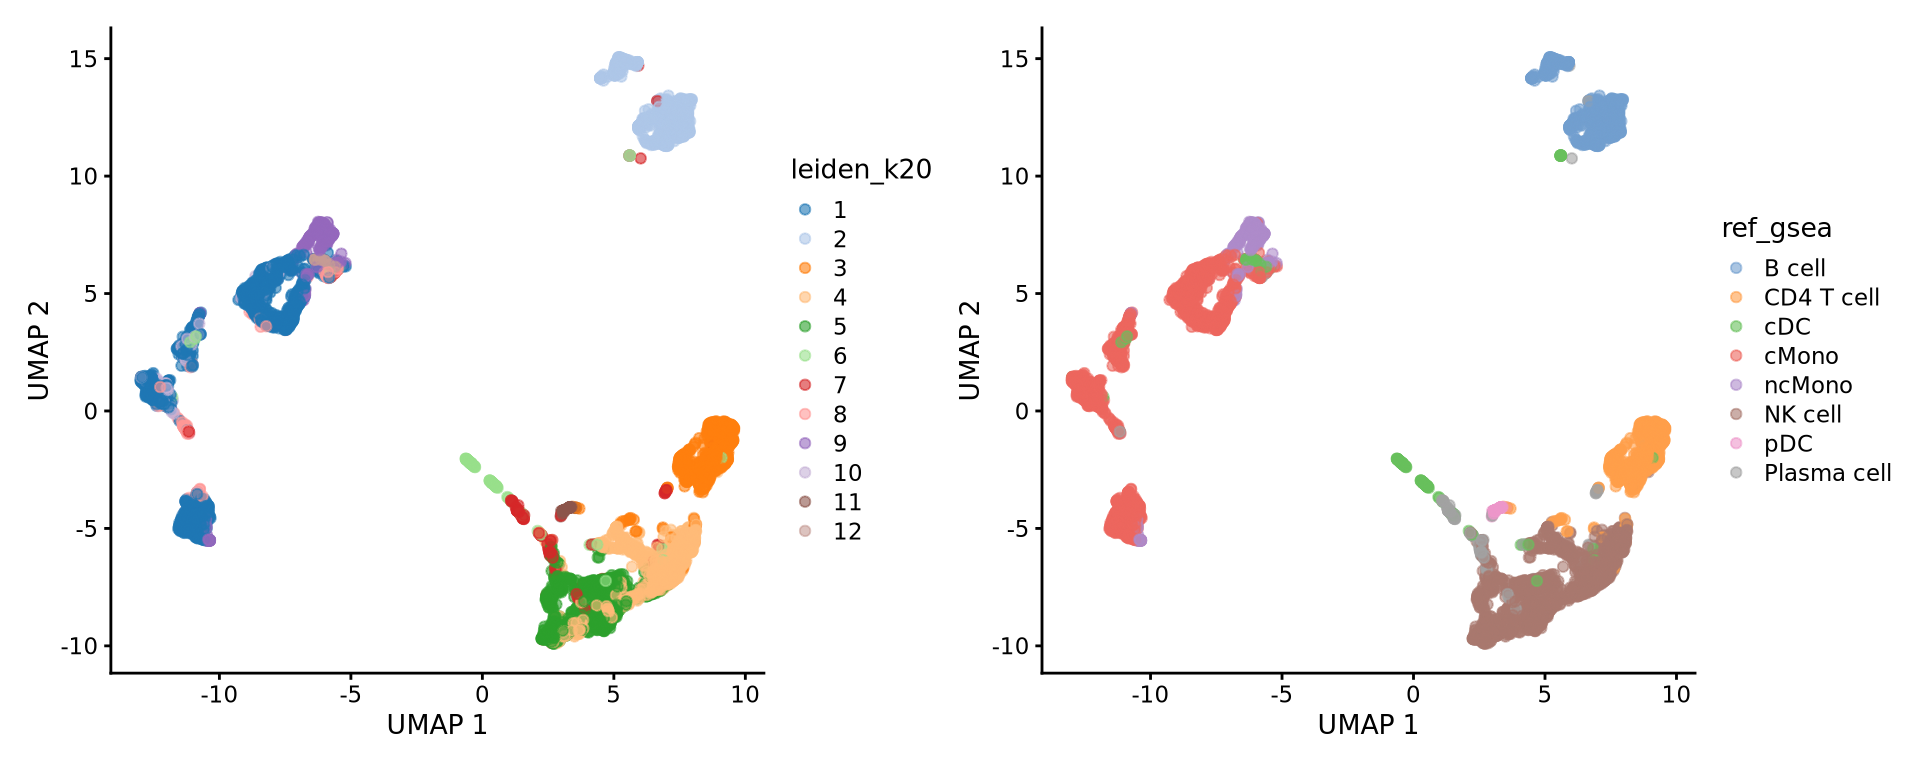 15
10
5
0
-5
-10
UMAP 2
-10
-5
0
5
10
UMAP 1
leiden_k20
1
2
3
4
5
6
7
8
9
10
11
12
15
10
5
0
-5
-10
UMAP 2
-10
-5
0
5
10
UMAP 1
ref_gsea
B cell
CD4 T cell
cDC
cMono
ncMono
NK cell
pDC
Plasma cell